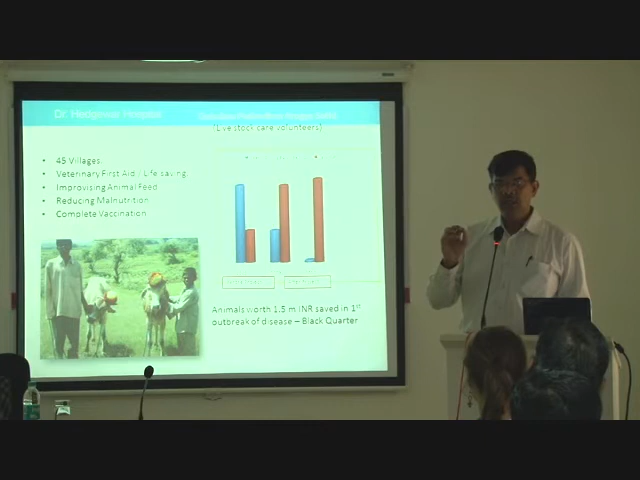 Dr. Hedgewar Hospital
(Live stock care volunteers)
• 45 Villages.
• Veterinary First Aid / Life saving.
• Improvising Animal Feed
• Reducing Malnutrition
• Complete Vaccination
Animals worth 1.5 m INR saved in 1st
outbreak of disease – Black Quarter